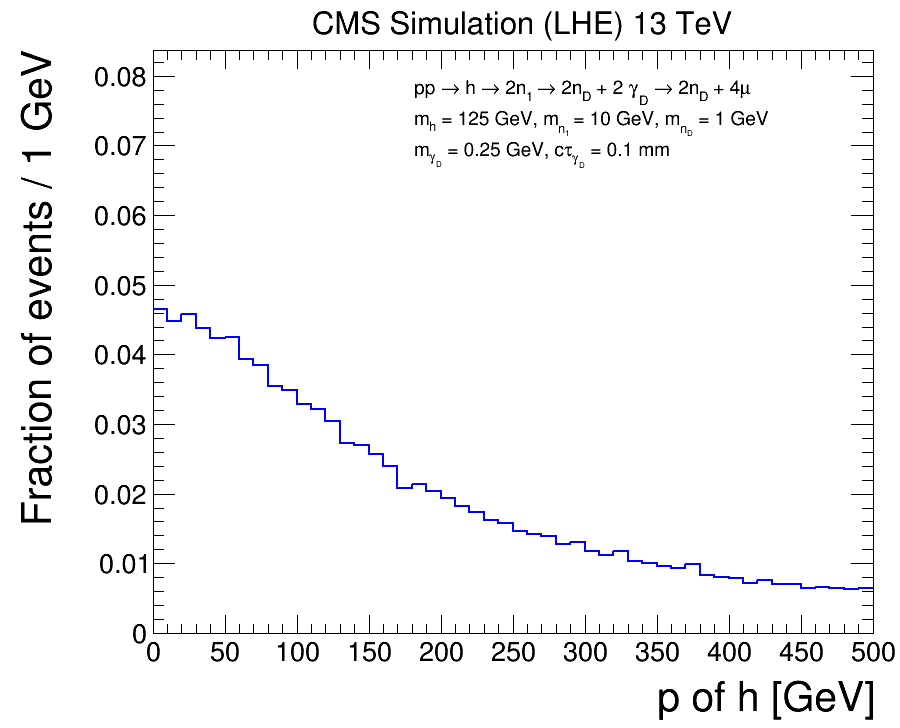 CMS Simulation (LHE) 13 TeV
Fraction of events / 1 GeV
pp → h → 2n1 → 2nD + 2 γD → 2nD + 4μ
mh = 125 GeV, mn1 = 10 GeV, mnD = 1 GeV
mγD = 0.25 GeV, cτγD = 0.1 mm
0.08
0.07
0.06
0.05
0.04
0.03
0.02
0.01
0
0 50 100 150 200 250 300 350 400 450 500
p of h [GeV]